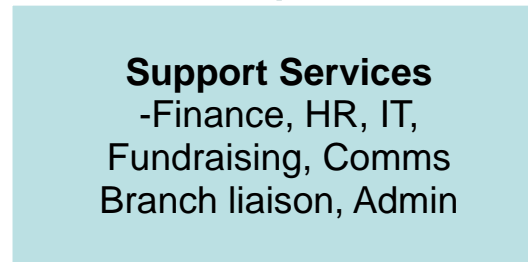 Support Services
-Finance, HR, IT,
Fundraising, Comms
Branch liaison, Admin